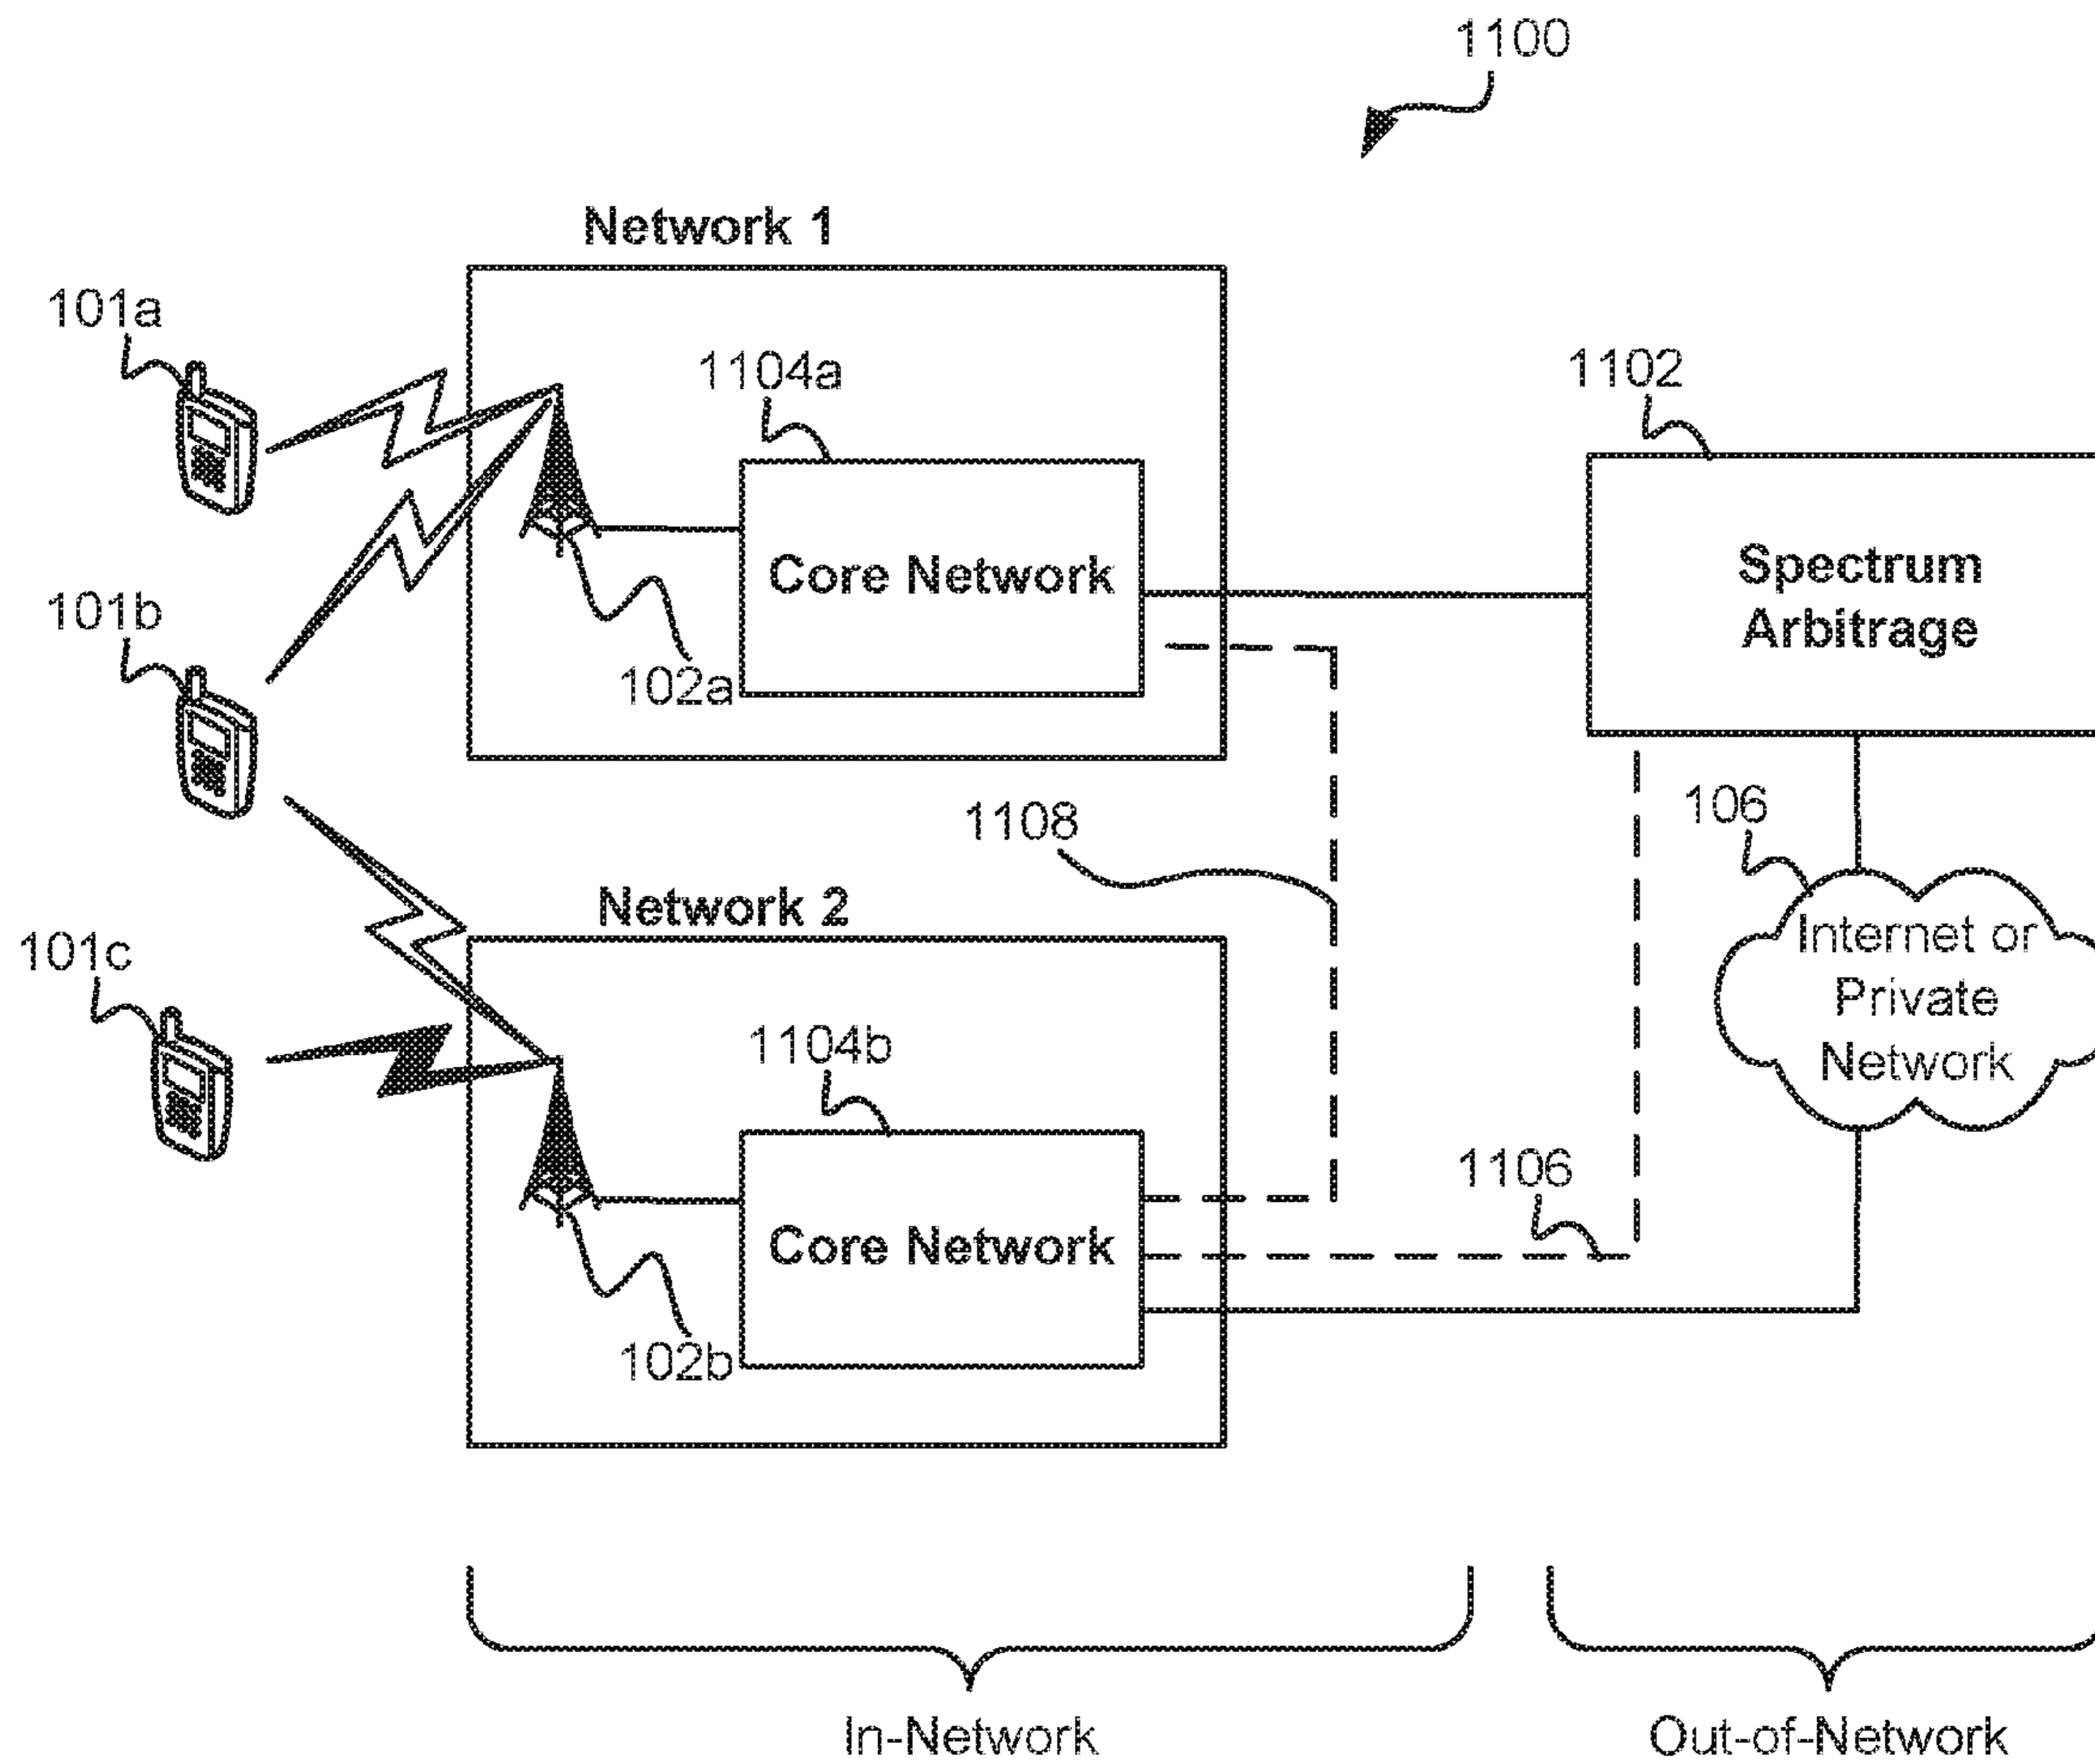 1100
Network 1
101a
1104a
1102
Core Network
Spectrum
Arbitrage
101b
102a
1108
106
Network 2
Internet or
Private
Network
101c
1104b
1106
Core Network
102b
In-Network
Out-of-Network